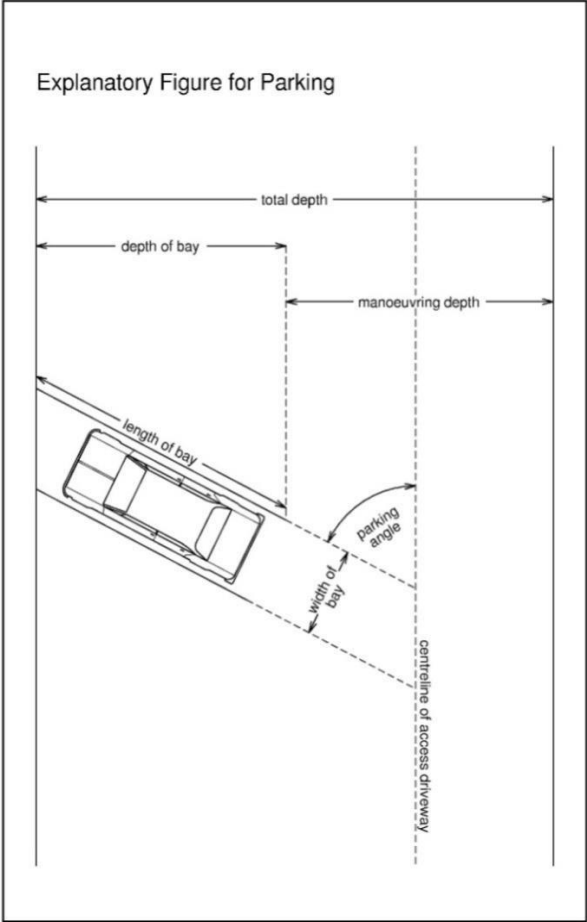 Explanatory Figure for Parking
total depth
depth of bay
manoeuvring depth
length of bay
parking
angle
width of
bay
centreline of access driveway